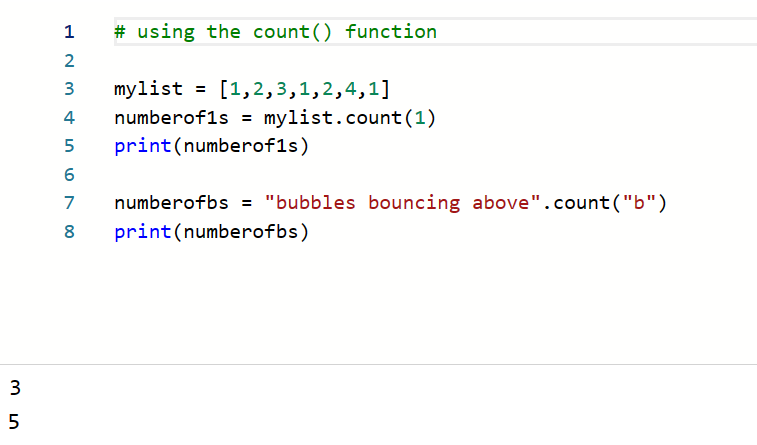 1 # using the count() function
2
3 mylist = [1,2,3,1,2,4,1]
4 numberof1s = mylist.count(1)
5 print(numberof1s)
6
7 numberofbs = "bubbles bouncing above".count("b")
8 print(numberofbs)
3
5